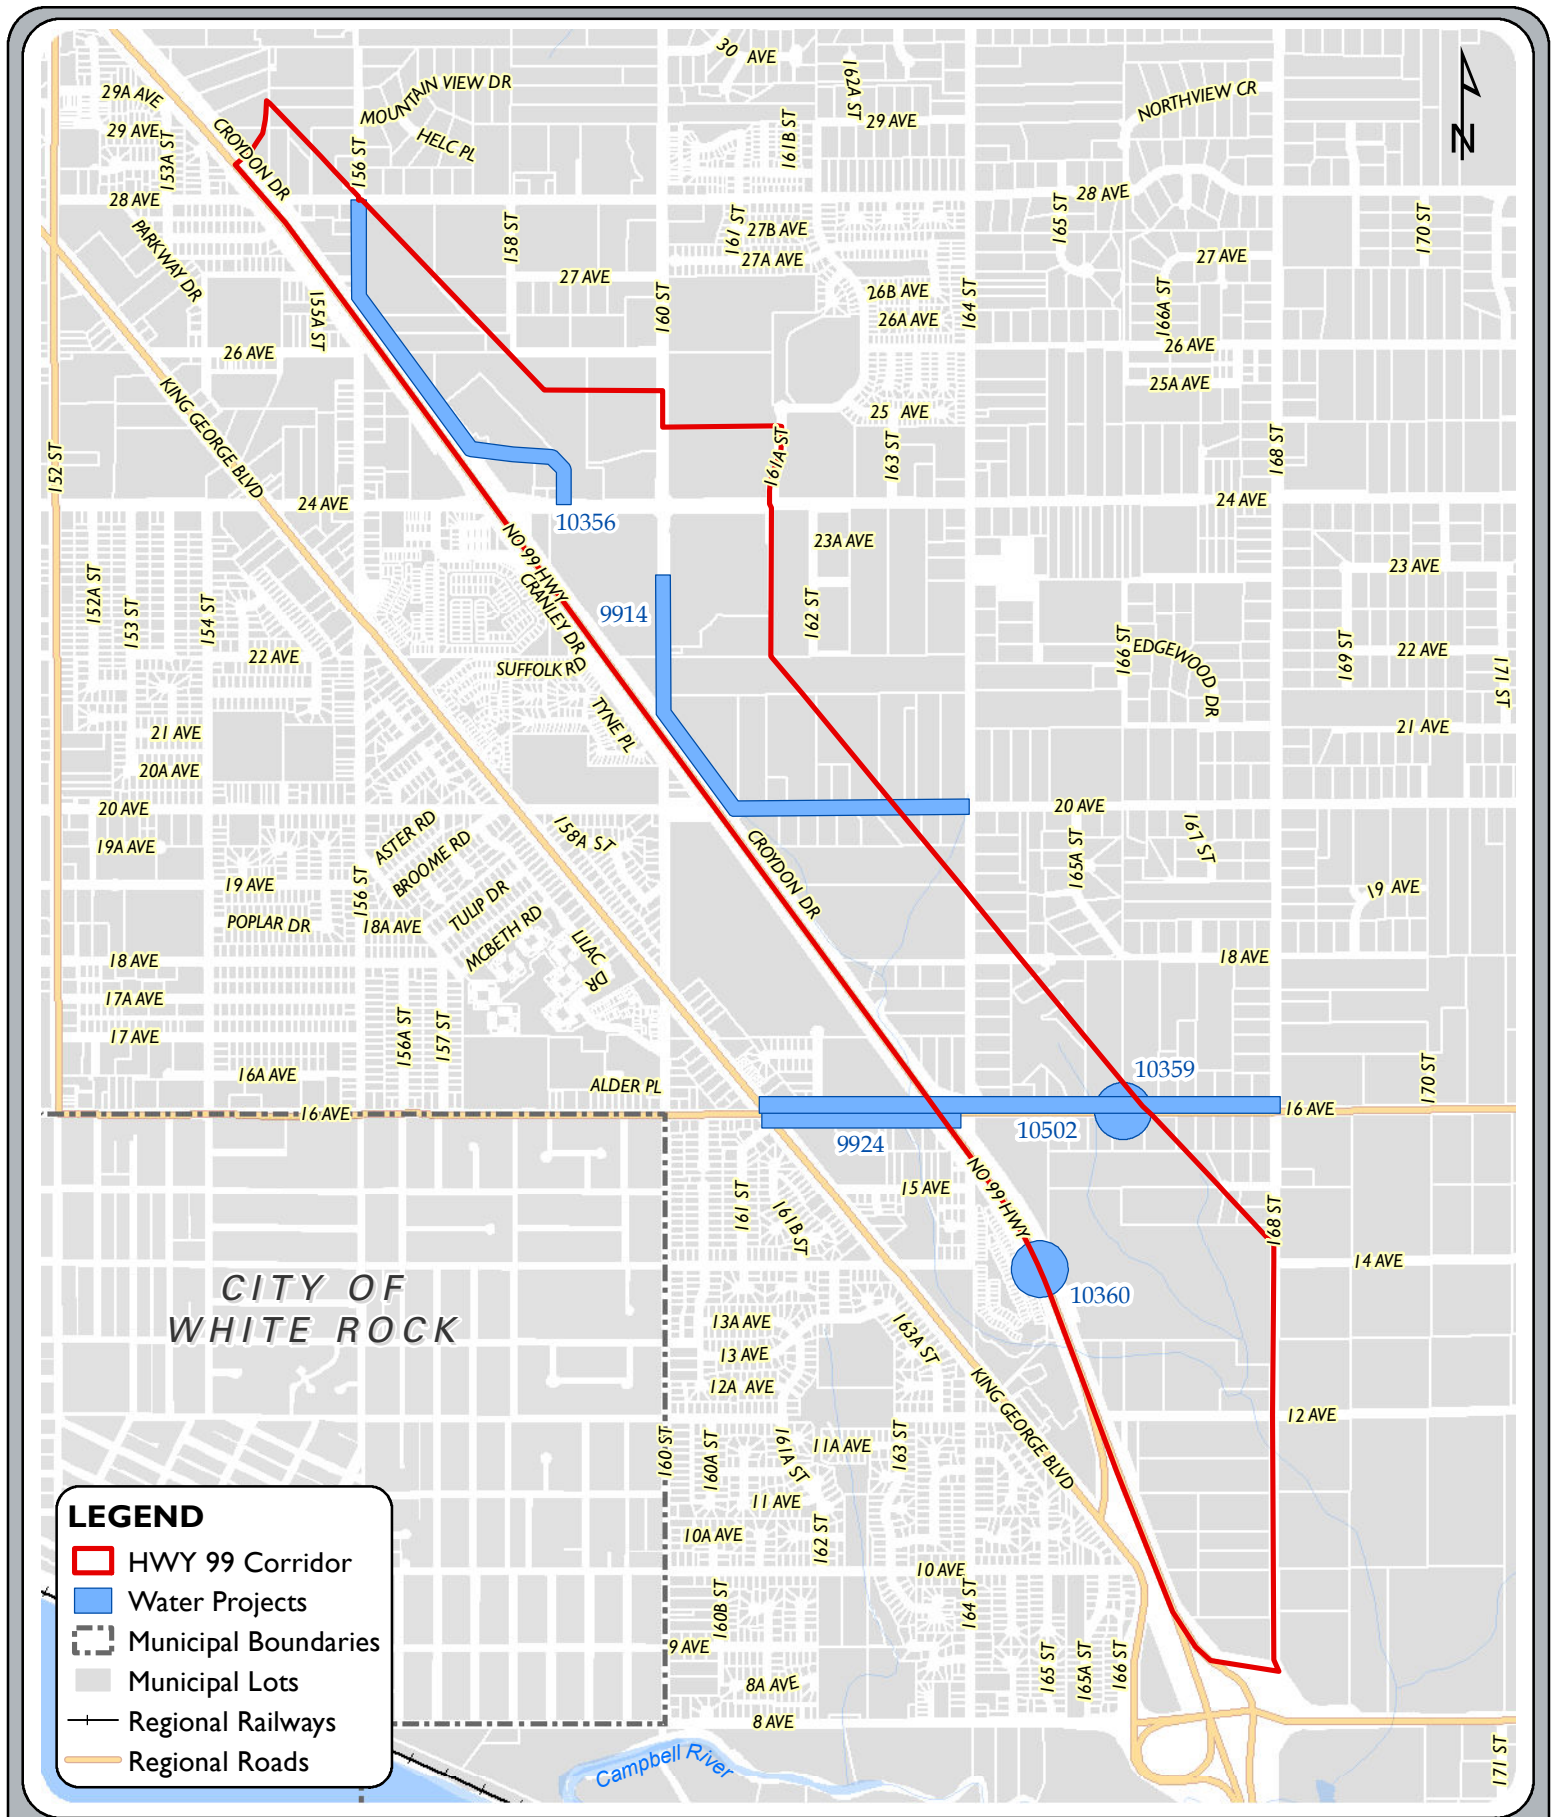 30 AVE
29A AVE
MOUNTAIN VIEW DR
162A ST
NORTHVIEW CR
29 AVE
153A ST
CROYDON DR
HELC PL
161B ST
29 AVE
N
156 ST
28 AVE
28 AVE
165 ST
170 ST
PARKWAY DR
158 ST
161 ST
27B AVE
27A AVE
27 AVE
27 AVE
155A ST
160 ST
26B AVE
26A AVE
164 ST
166A ST
26 AVE
26 AVE
25A AVE
KING GEORGE BLVD
25 AVE
152 ST
161A ST
163 ST
168 ST
24 AVE
24 AVE
10356
NO 99 HWY
23A AVE
23 AVE
CRANLEY DR
152A ST
153 ST
154 ST
9914
162 ST
22 AVE
SUFFOLK RD
166 ST
EDGEWOOD DR
169 ST
22 AVE
171 ST
TYNE PL
21 AVE
21 AVE
20A AVE
20 AVE
20 AVE
19A AVE
ASTER RD
BROOME RD
158A ST
CROYDON DR
165A ST
167 ST
19 AVE
156 ST
19 AVE
POPLAR DR
18A AVE
TULIP DR
MCBETH RD
LILAC DR
18 AVE
18 AVE
17A AVE
17 AVE
156A ST
157 ST
16A AVE
ALDER PL
10359
170 ST
16 AVE
16 AVE
9924
10502
161 ST
161B ST
15 AVE
NO 99 HWY
168 ST
14 AVE
CITY OF
WHITE ROCK
10360
13A AVE
13 AVE
12A AVE
163A ST
KING GEORGE BLVD
12 AVE
160 ST
160A ST
161A ST
11A AVE
163 ST
11 AVE
10A AVE
162 ST
10 AVE
160B ST
164 ST
9 AVE
165 ST
165A ST
166 ST
8A AVE
8 AVE
171 ST
Campbell River
LEGEND
HWY 99 Corridor
Water Projects
Municipal Boundaries
Municipal Lots
Regional Railways
Regional Roads